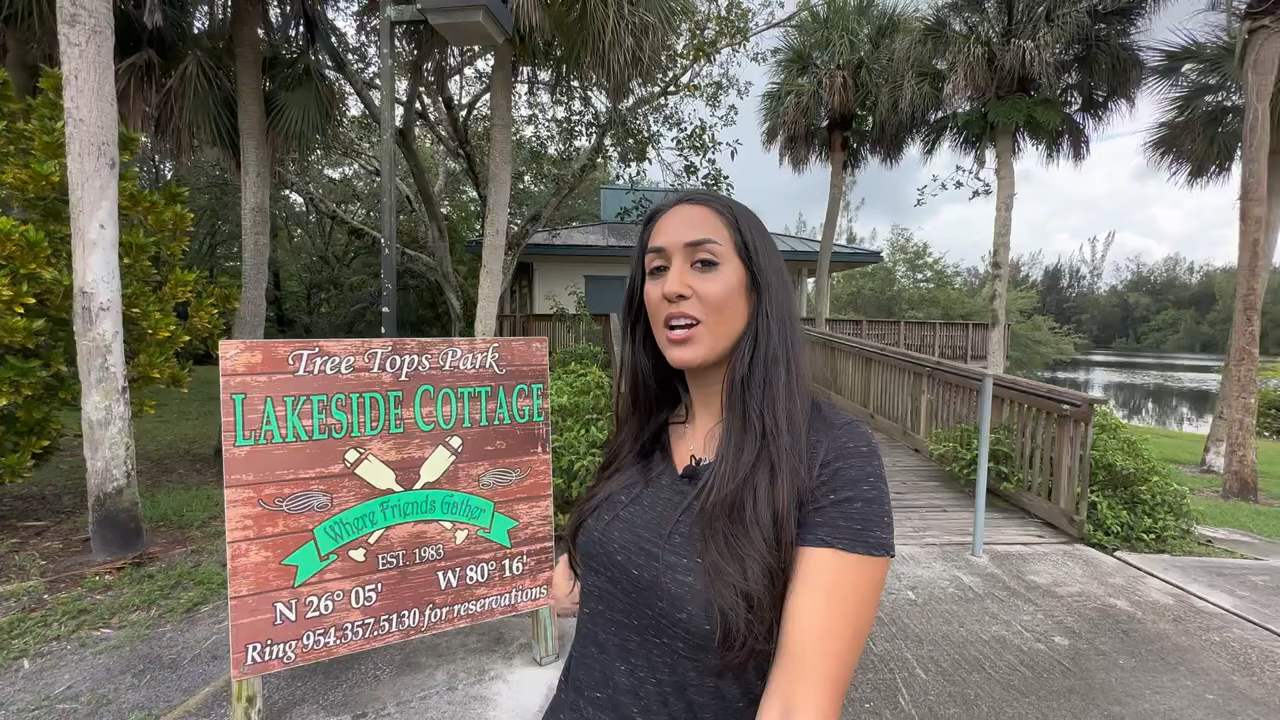 Tree Tops Park
LAKESIDE COTTAGE
Where Friends Gather
EST. 1983
N 26° 05' W 80° 16'
Ring 954.357.5130 for reservations